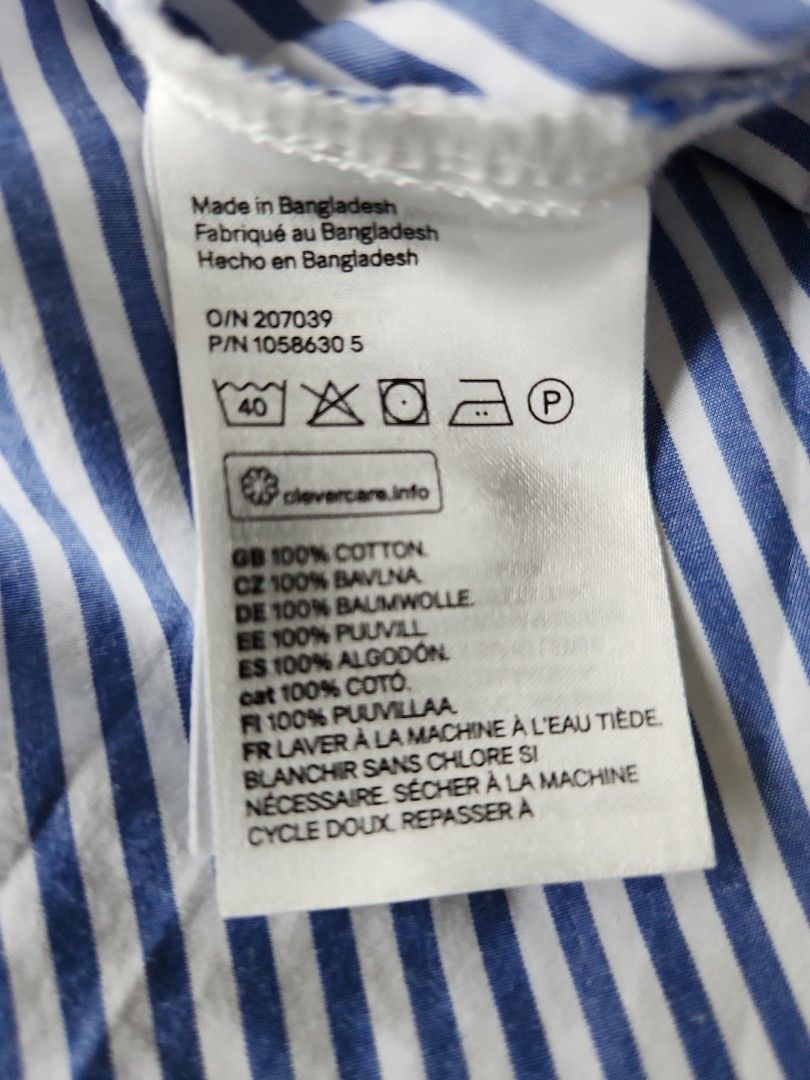 Made in Bangladesh
Fabriqué au Bangladesh
Hecho en Bangladesh
O/N 207039
P/N 1058630 5
40
P
clevercare.info
GB 100% COTTON.
CZ 100% BAVLNA.
DE 100% BAUMWOLLE.
EE 100% PUUVILL.
ES 100% ALGODÓN.
cat 100% COTÓ.
FI 100% PUUVILLAA.
FR LAVER À LA MACHINE À L'EAU TIÈDE.
BLANCHIR SANS CHLORE SI
NÉCESSAIRE. SÉCHER À LA MACHINE
CYCLE DOUX. REPASSER À